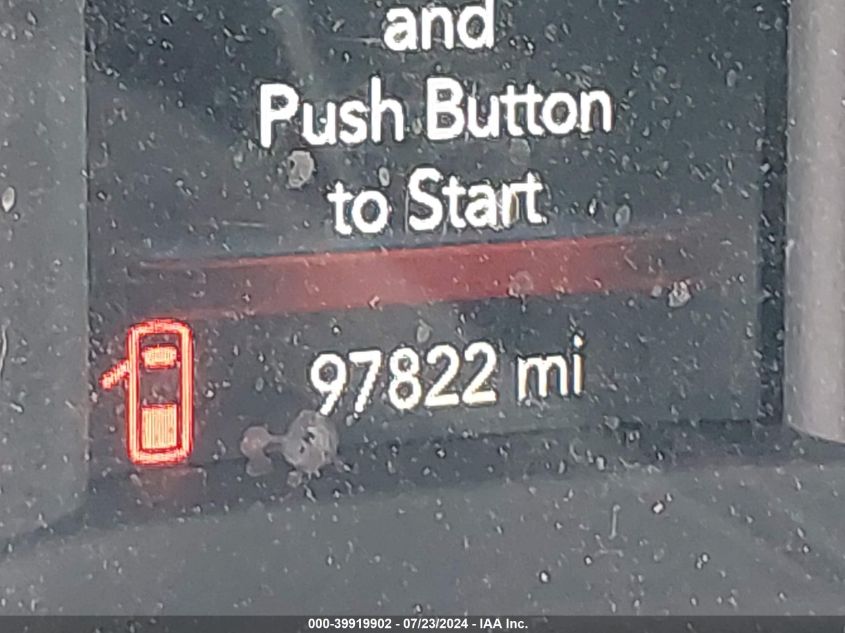 and
Push Button
to Start
97822 mi
000-39919902 - 07/23/2024 - IAA Inc.